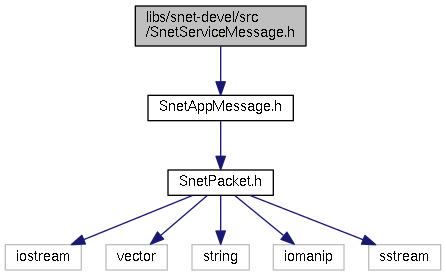 libs/snet-devel/src
/SnetServiceMessage.h
SnetAppMessage.h
SnetPacket.h
iostream
vector
string
iomanip
sstream